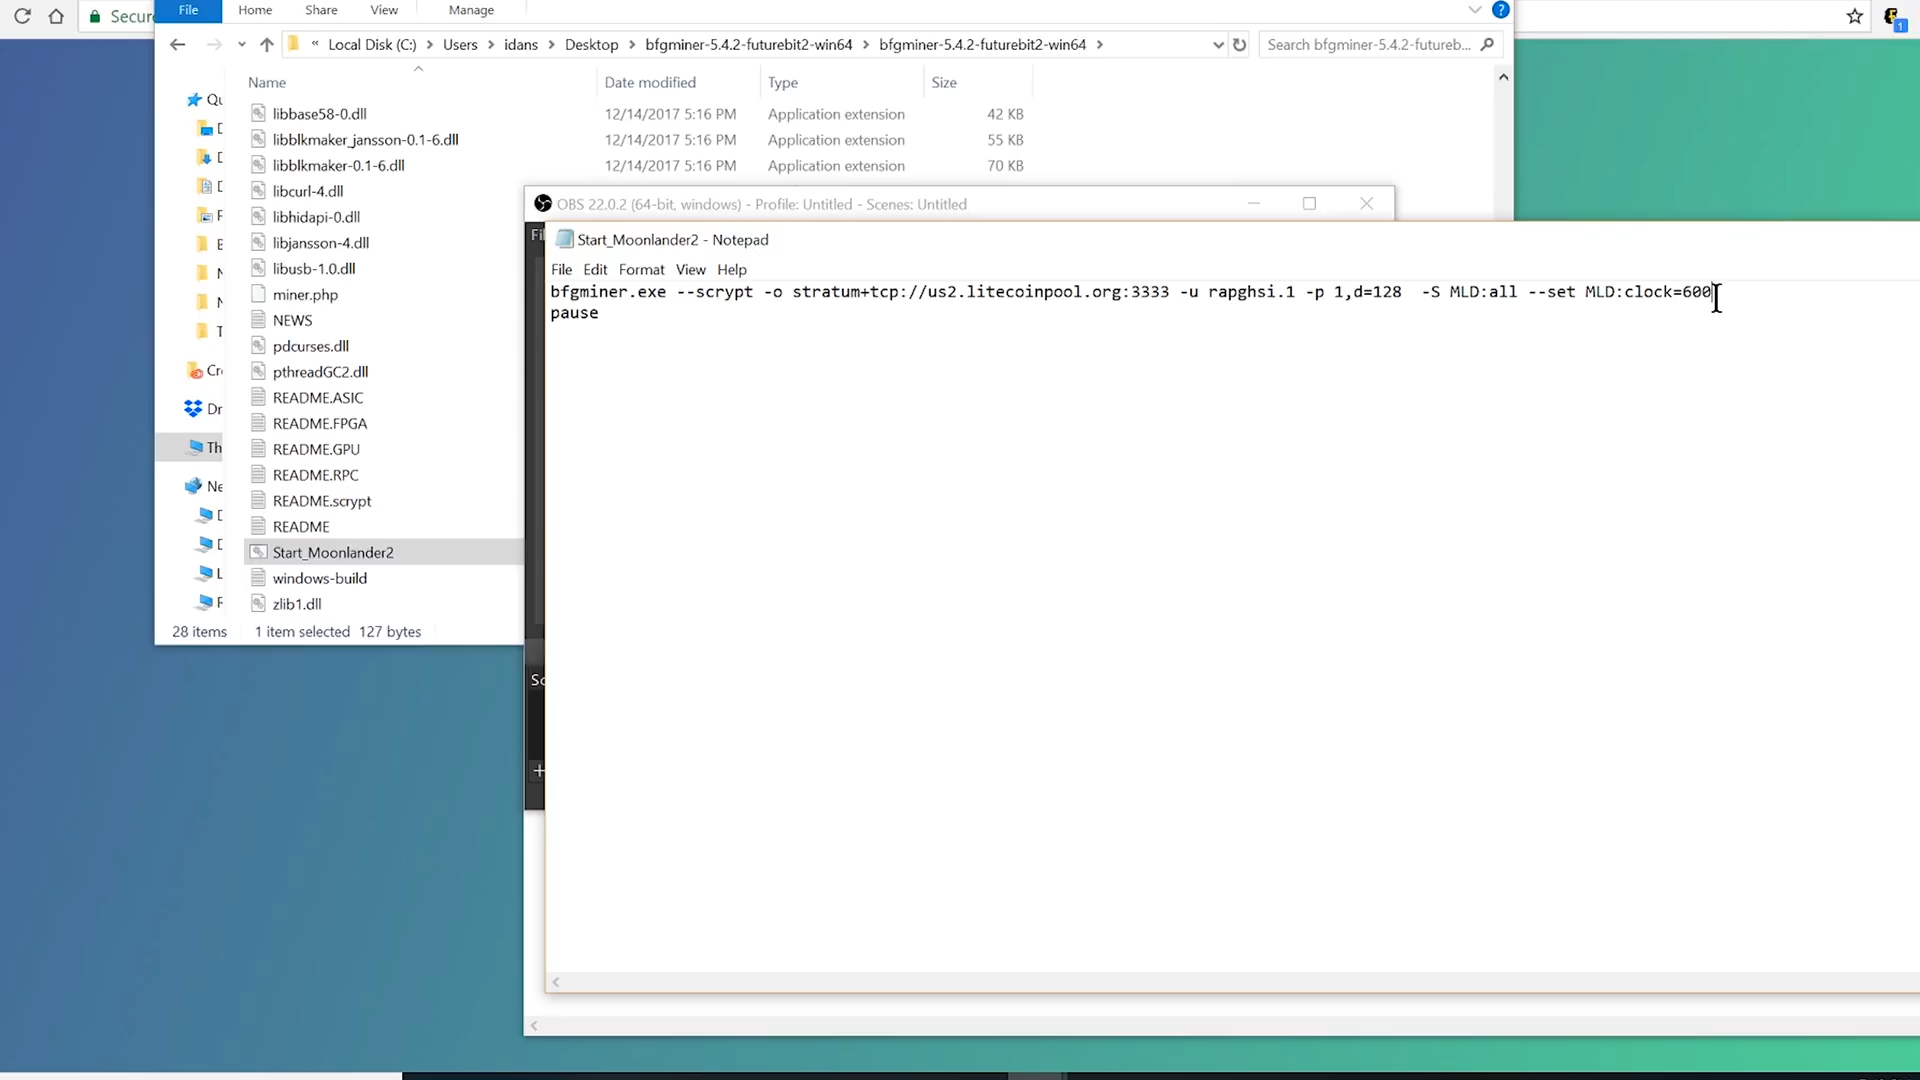 Secure
File Home Share View Manage
?
1
« Local Disk (C:) Users idans Desktop bfgminer-5.4.2-futurebit2-win64 bfgminer-5.4.2-futurebit2-win64
Search bfgminer-5.4.2-futureb...
Name Date modified Type Size
libbase58-0.dll 12/14/2017 5:16 PM Application extension 42 KB
libblkmaker_jansson-0.1-6.dll 12/14/2017 5:16 PM Application extension 55 KB
libblkmaker-0.1-6.dll 12/14/2017 5:16 PM Application extension 70 KB
libcurl-4.dll
libhidapi-0.dll
libjansson-4.dll
libusb-1.0.dll
miner.php
NEWS
pdcurses.dll
pthreadGC2.dll
README.ASIC
README.FPGA
README.GPU
README.RPC
README.scrypt
README
Start_Moonlander2
windows-build
zlib1.dll
28 items 1 item selected 127 bytes
OBS 22.0.2 (64-bit, windows) - Profile: Untitled - Scenes: Untitled
Start_Moonlander2 - Notepad
File Edit Format View Help
bfgminer.exe --scrypt -o stratum+tcp://us2.litecoinpool.org:3333 -u rapghsi.1 -p 1,d=128  -S MLD:all --set MLD:clock=600
pause